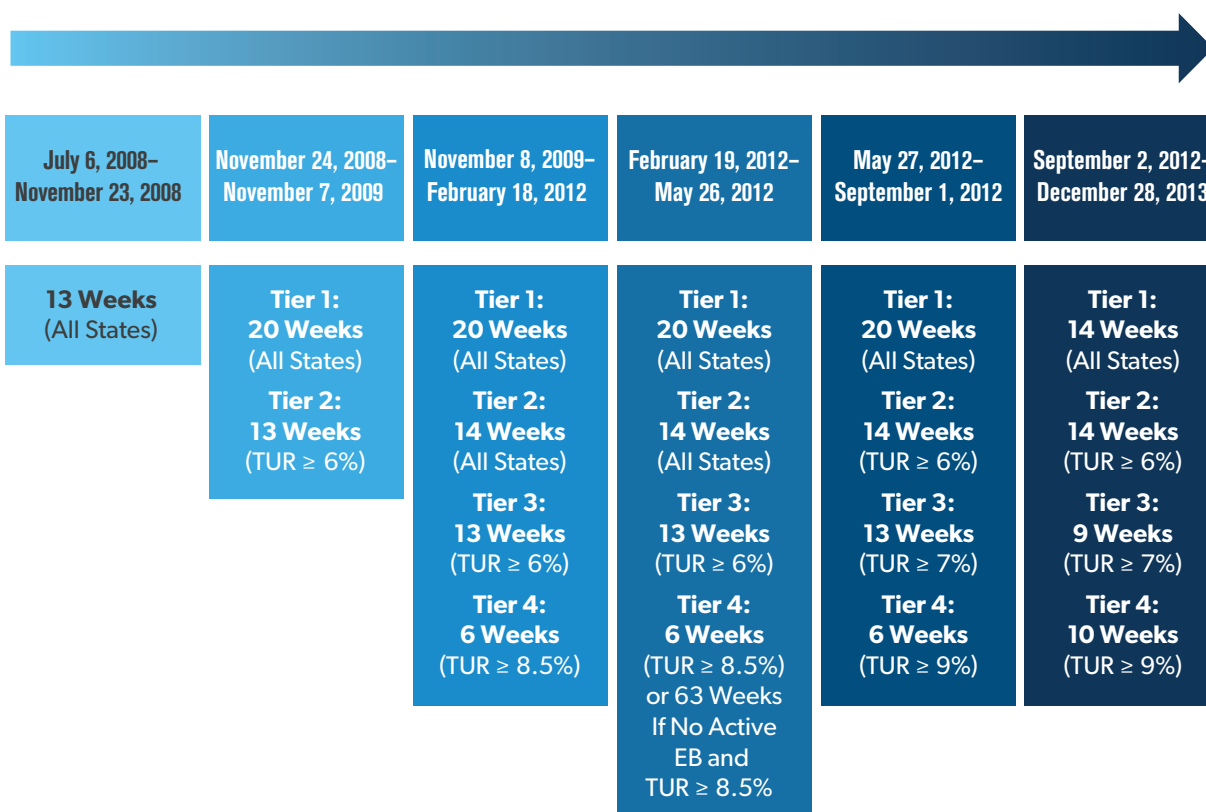 July 6, 2008–
November 23, 2008
November 24, 2008–
November 7, 2009
November 8, 2009–
February 18, 2012
February 19, 2012–
May 26, 2012
May 27, 2012–
September 1, 2012
September 2, 2012–
December 28, 2013
13 Weeks
(All States)
Tier 1:
20 Weeks
(All States)
Tier 2:
13 Weeks
(TUR ≥ 6%)
Tier 1:
20 Weeks
(All States)
Tier 2:
14 Weeks
(All States)
Tier 3:
13 Weeks
(TUR ≥ 6%)
Tier 4:
6 Weeks
(TUR ≥ 8.5%)
Tier 1:
20 Weeks
(All States)
Tier 2:
14 Weeks
(All States)
Tier 3:
13 Weeks
(TUR ≥ 6%)
Tier 4:
6 Weeks
(TUR ≥ 8.5%)
or 63 Weeks
If No Active
EB and
TUR ≥ 8.5%
Tier 1:
20 Weeks
(All States)
Tier 2:
14 Weeks
(TUR ≥ 6%)
Tier 3:
13 Weeks
(TUR ≥ 7%)
Tier 4:
6 Weeks
(TUR ≥ 9%)
Tier 1:
14 Weeks
(All States)
Tier 2:
14 Weeks
(TUR ≥ 6%)
Tier 3:
9 Weeks
(TUR ≥ 7%)
Tier 4:
10 Weeks
(TUR ≥ 9%)